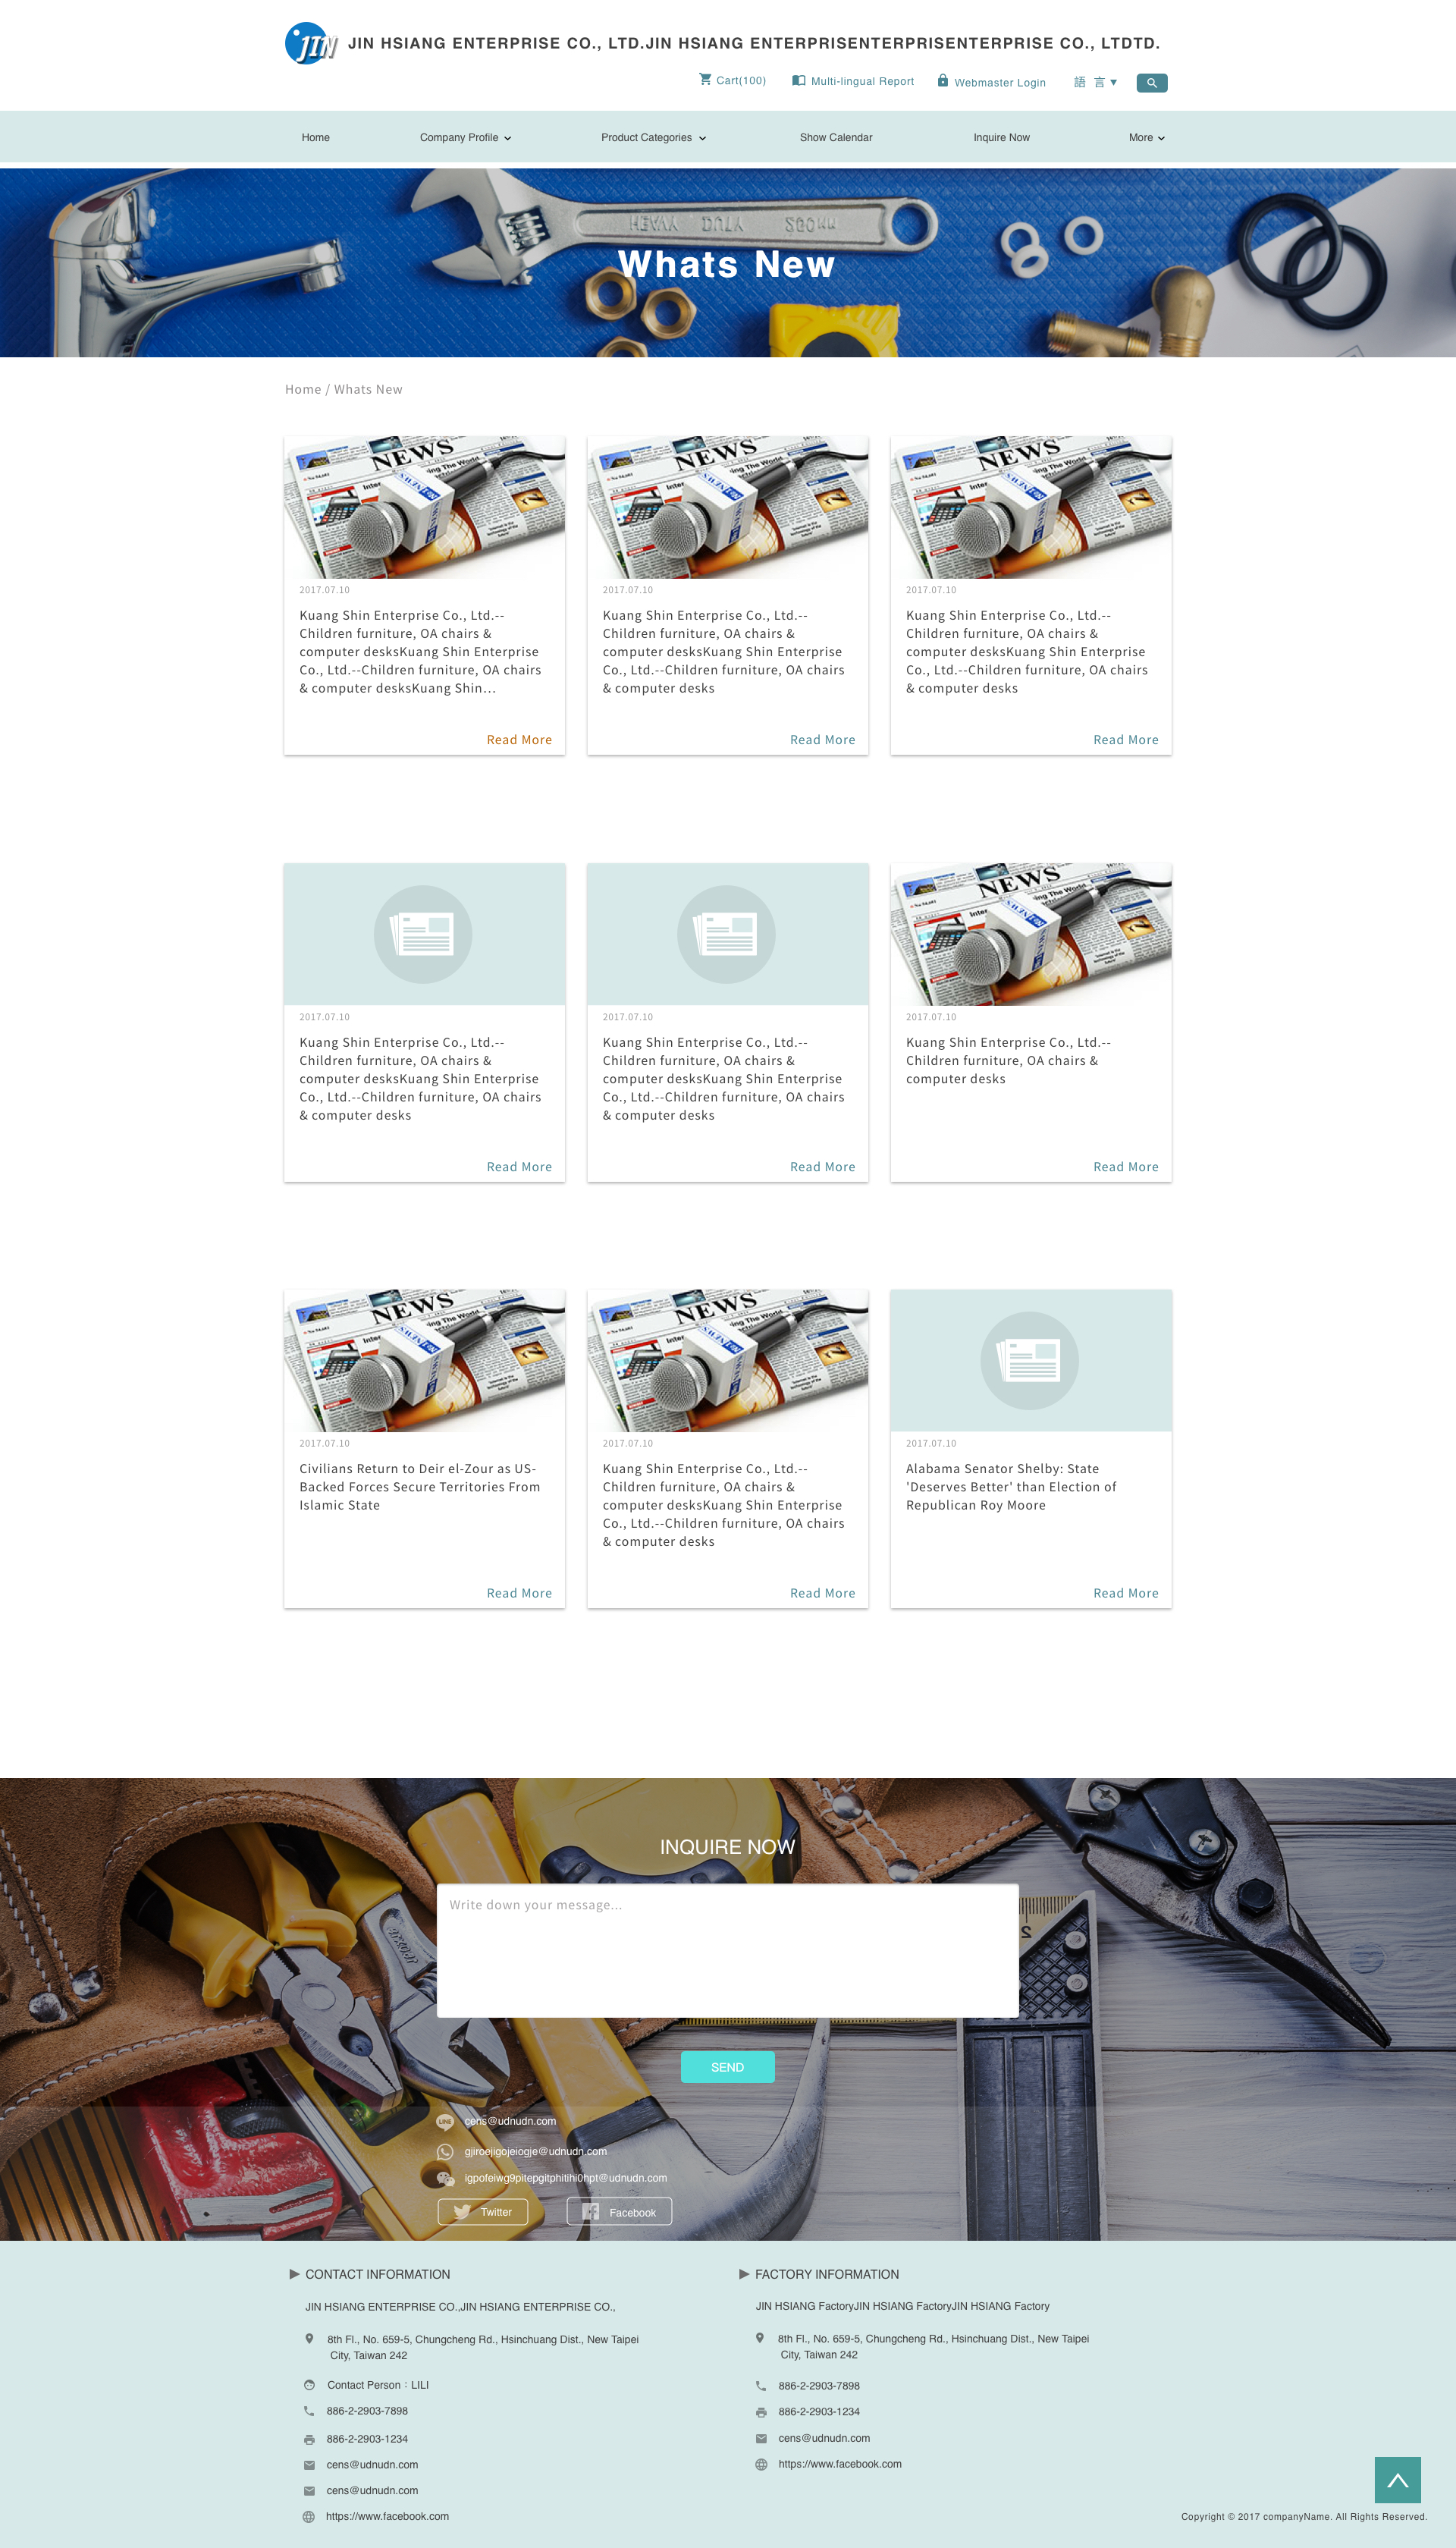 JIN
JIN HSIANG ENTERPRISE CO., LTD.JIN HSIANG ENTERPRISENTERPRISENTERPRISE CO., LTDTD.
Cart(100)
Multi-lingual Report
Webmaster Login
語 言
Home
Company Profile
Product Categories
Show Calendar
Inquire Now
More
HEAVY DUTY 300mm
Whats New
Home / Whats New
NEWS
NEWS
NEWS
2017.07.10
Kuang Shin Enterprise Co., Ltd.--
Children furniture, OA chairs &
computer desksKuang Shin Enterprise
Co., Ltd.--Children furniture, OA chairs
& computer desksKuang Shin...
Read More
2017.07.10
Kuang Shin Enterprise Co., Ltd.--
Children furniture, OA chairs &
computer desksKuang Shin Enterprise
Co., Ltd.--Children furniture, OA chairs
& computer desks
Read More
2017.07.10
Kuang Shin Enterprise Co., Ltd.--
Children furniture, OA chairs &
computer desksKuang Shin Enterprise
Co., Ltd.--Children furniture, OA chairs
& computer desks
Read More
NEWS
2017.07.10
Kuang Shin Enterprise Co., Ltd.--
Children furniture, OA chairs &
computer desksKuang Shin Enterprise
Co., Ltd.--Children furniture, OA chairs
& computer desks
Read More
2017.07.10
Kuang Shin Enterprise Co., Ltd.--
Children furniture, OA chairs &
computer desksKuang Shin Enterprise
Co., Ltd.--Children furniture, OA chairs
& computer desks
Read More
2017.07.10
Kuang Shin Enterprise Co., Ltd.--
Children furniture, OA chairs &
computer desks
Read More
NEWS
NEWS
2017.07.10
Civilians Return to Deir el-Zour as US-
Backed Forces Secure Territories From
Islamic State
Read More
2017.07.10
Kuang Shin Enterprise Co., Ltd.--
Children furniture, OA chairs &
computer desksKuang Shin Enterprise
Co., Ltd.--Children furniture, OA chairs
& computer desks
Read More
2017.07.10
Alabama Senator Shelby: State
'Deserves Better' than Election of
Republican Roy Moore
Read More
INQUIRE NOW
Write down your message...
SEND
LINE
cens@udnudn.com
gjiroejigojeiogje@udnudn.com
igpofeiwg9pitepgitphitihi0hpt@udnudn.com
Twitter
Facebook
CONTACT INFORMATION
JIN HSIANG ENTERPRISE CO.,JIN HSIANG ENTERPRISE CO.,
8th Fl., No. 659-5, Chungcheng Rd., Hsinchuang Dist., New Taipei
City, Taiwan 242
Contact Person：LILI
886-2-2903-7898
886-2-2903-1234
cens@udnudn.com
cens@udnudn.com
https://www.facebook.com
FACTORY INFORMATION
JIN HSIANG FactoryJIN HSIANG FactoryJIN HSIANG Factory
8th Fl., No. 659-5, Chungcheng Rd., Hsinchuang Dist., New Taipei
City, Taiwan 242
886-2-2903-7898
886-2-2903-1234
cens@udnudn.com
https://www.facebook.com
Copyright © 2017 companyName. All Rights Reserved.